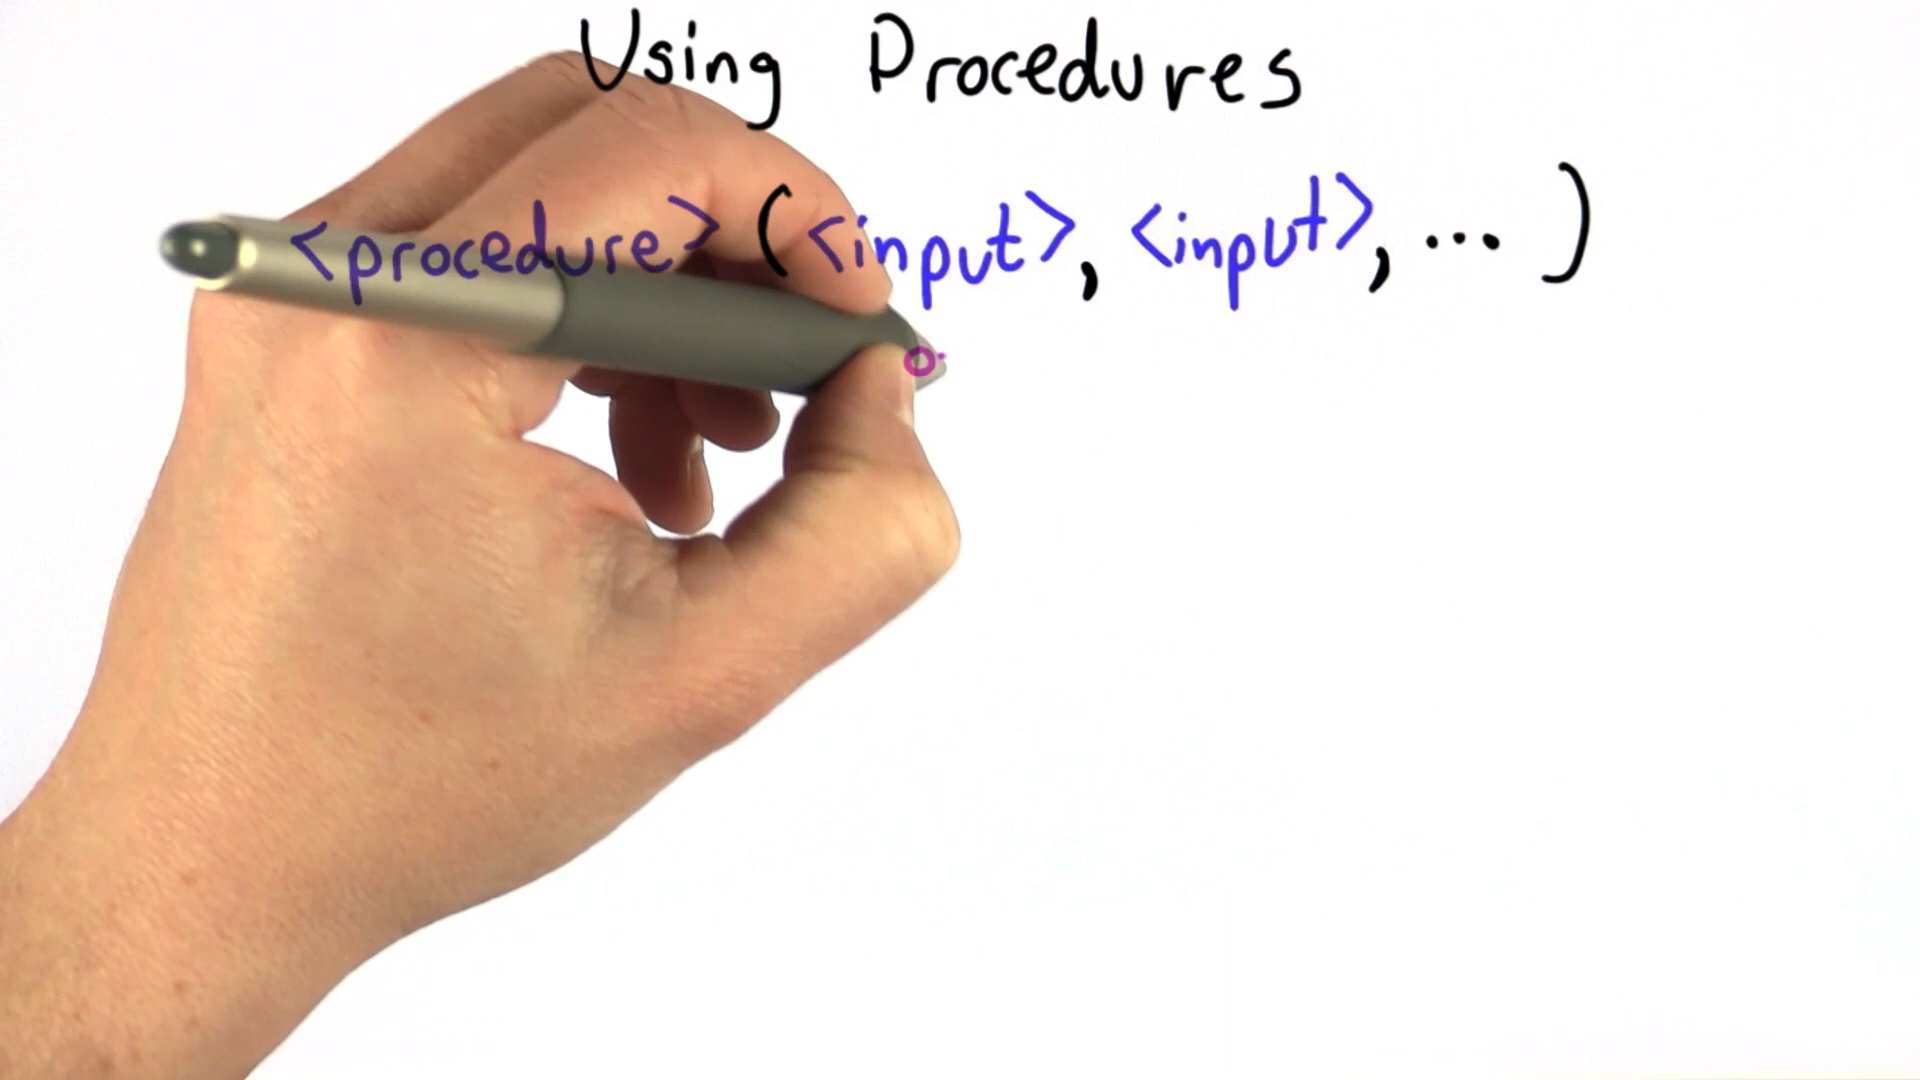 Using Procedures
<procedure>(<input>, <input>, ... )